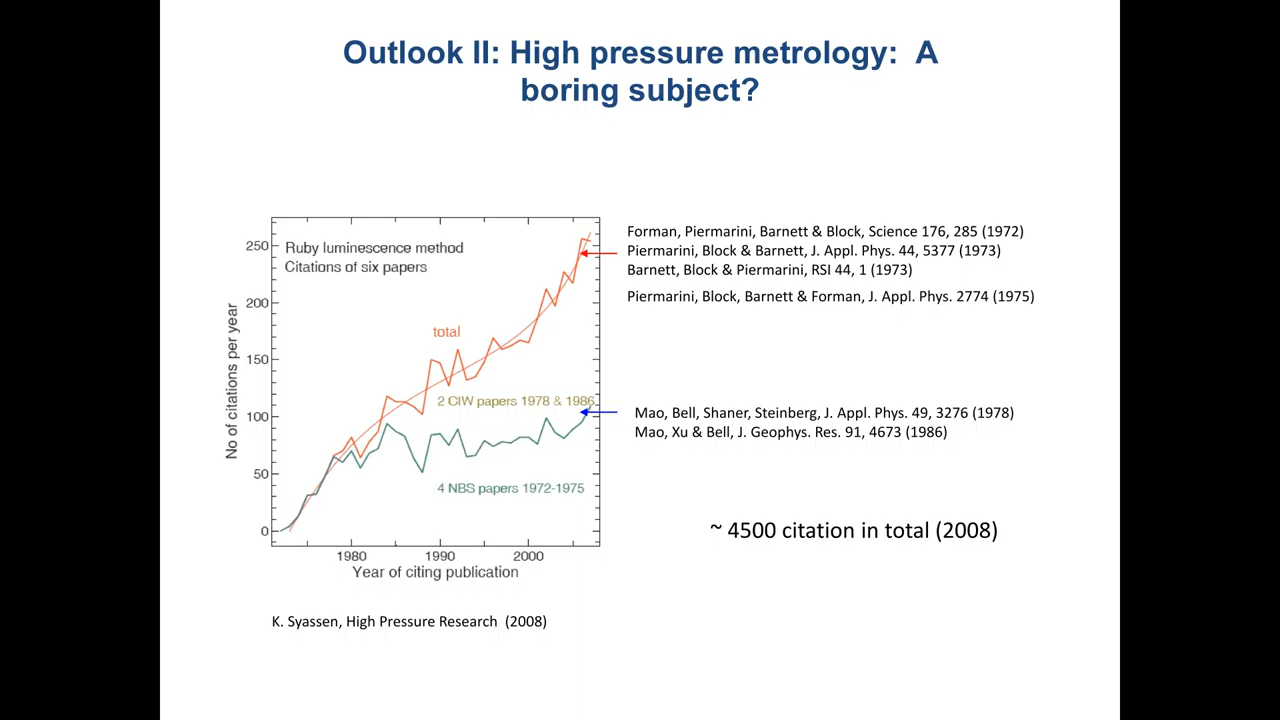 Outlook II: High pressure metrology: A
boring subject?
Ruby luminescence method
Citations of six papers
total
2 CIW papers 1978 & 1986
4 NBS papers 1972-1975
No of citations per year
250
200
150
100
50
0
1980
1990
2000
Year of citing publication
Forman, Piermarini, Barnett & Block, Science 176, 285 (1972)
Piermarini, Block & Barnett, J. Appl. Phys. 44, 5377 (1973)
Barnett, Block & Piermarini, RSI 44, 1 (1973)
Piermarini, Block, Barnett & Forman, J. Appl. Phys. 2774 (1975)
Mao, Bell, Shaner, Steinberg, J. Appl. Phys. 49, 3276 (1978)
Mao, Xu & Bell, J. Geophys. Res. 91, 4673 (1986)
~ 4500 citation in total (2008)
K. Syassen, High Pressure Research (2008)